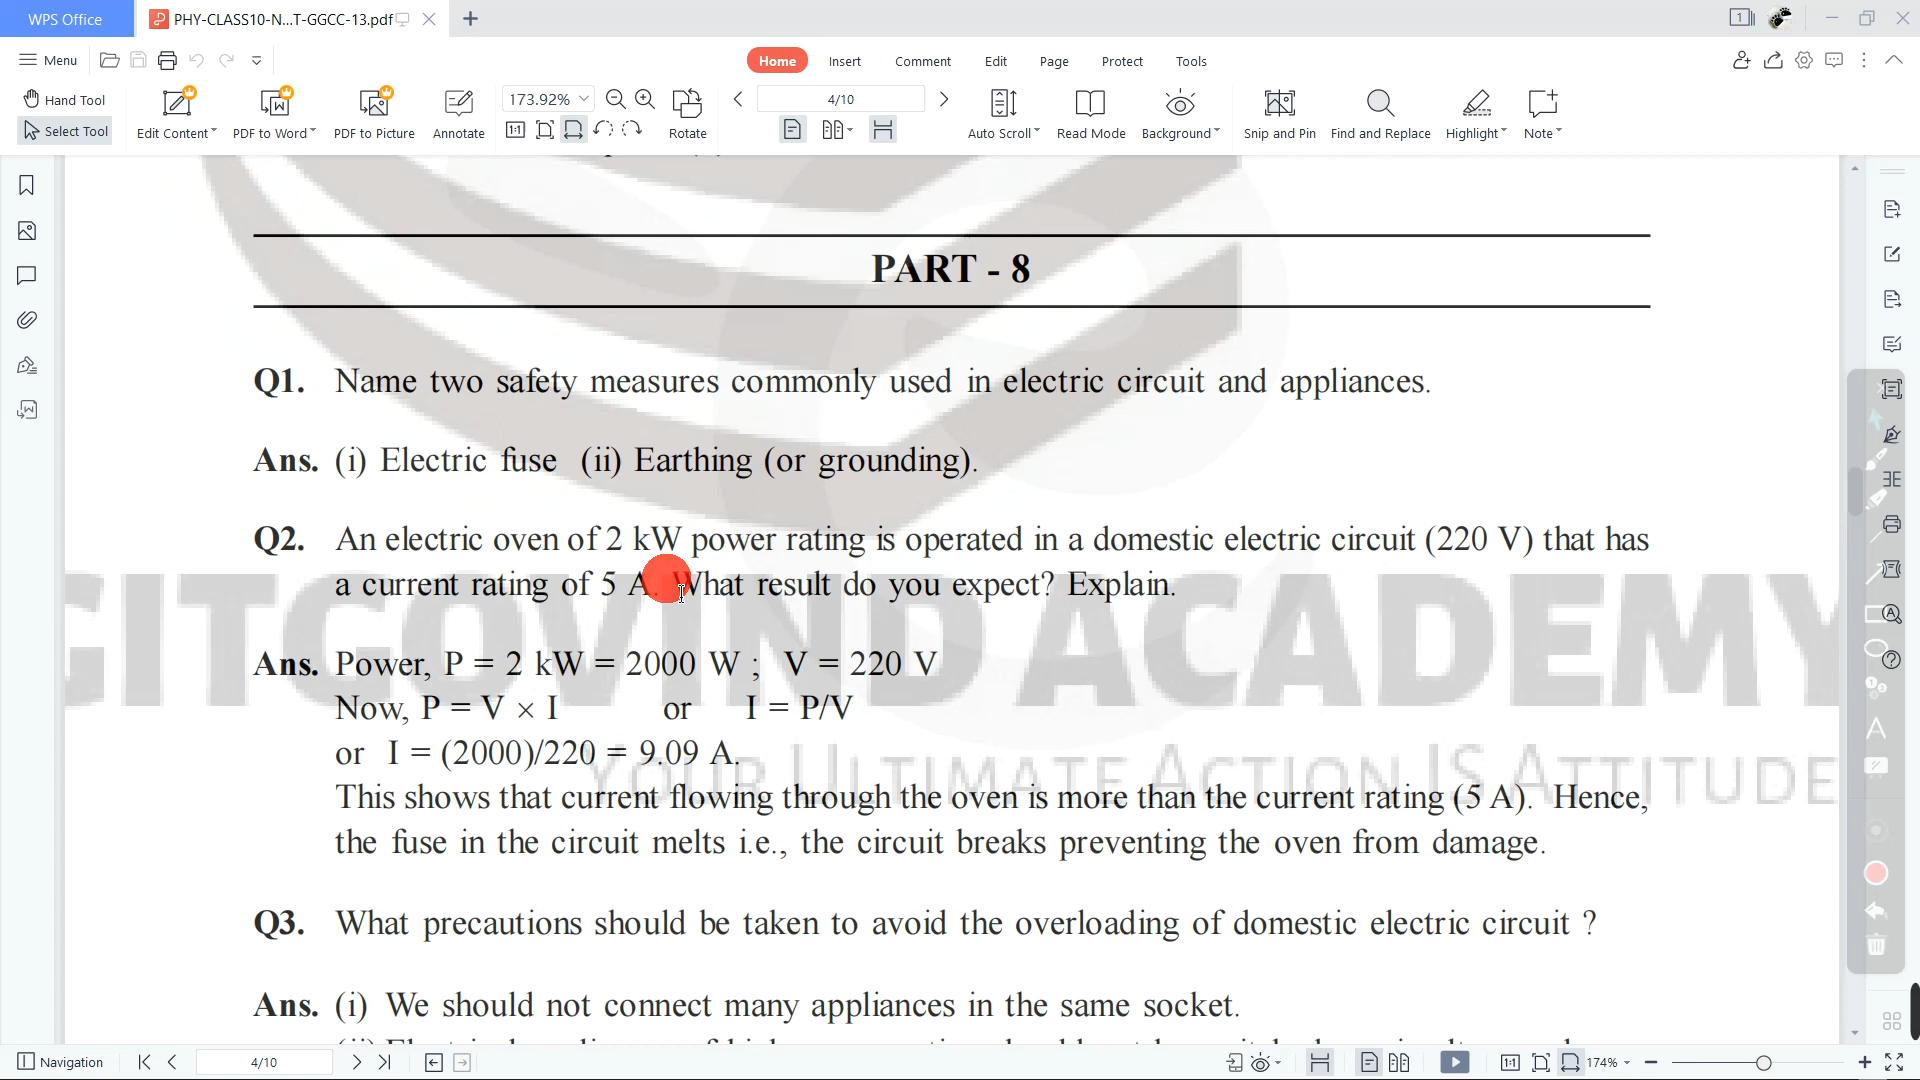 WPS Office
PHY-CLASS10-N...T-GGCC-13.pdf
Menu
Home
Insert
Comment
Edit
Page
Protect
Tools
Hand Tool
Select Tool
Edit Content
PDF to Word
PDF to Picture
Annotate
173.92%
Rotate
4/10
Auto Scroll
Read Mode
Background
Snip and Pin
Find and Replace
Highlight
Note
PART - 8
Q1. Name two safety measures commonly used in electric circuit and appliances.
Ans. (i) Electric fuse (ii) Earthing (or grounding).
Q2. An electric oven of 2 kW power rating is operated in a domestic electric circuit (220 V) that has
a current rating of 5 A. What result do you expect? Explain.
GITGOVIND ACADEMY
Ans. Power, P = 2 kW = 2000 W ; V = 220 V
Now, P = V × I or I = P/V
or I = (2000)/220 = 9.09 A.
YOUR ULTIMATE ACTION IS ATTITUDE
This shows that current flowing through the oven is more than the current rating (5 A). Hence,
the fuse in the circuit melts i.e., the circuit breaks preventing the oven from damage.
Q3. What precautions should be taken to avoid the overloading of domestic electric circuit ?
Ans. (i) We should not connect many appliances in the same socket.
Navigation
4/10
174%